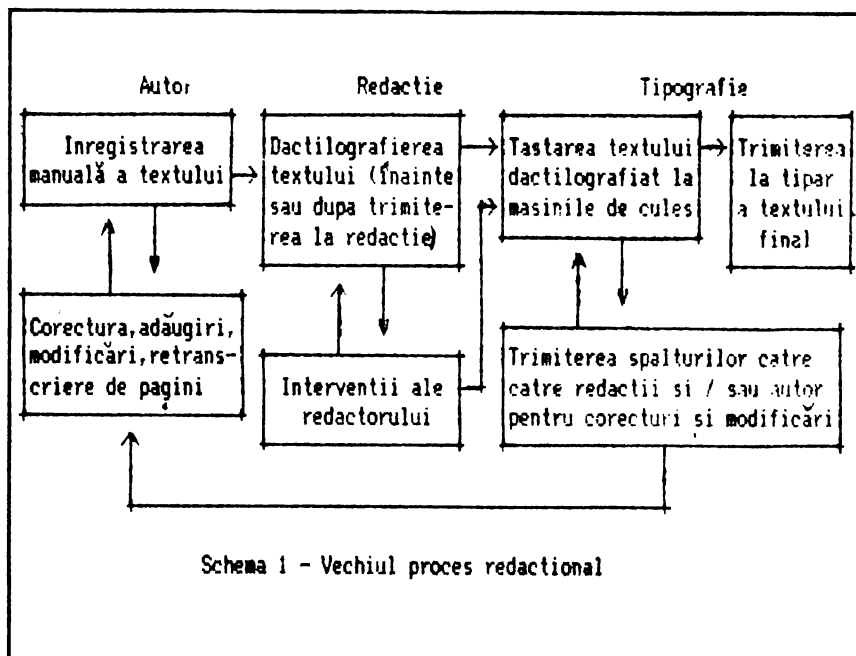 Autor
Redactie
Tipografie
Inregistrarea
manuală a textului
Dactilografierea
textului (înainte
sau dupa trimite-
rea la redactie)
Tastarea textului
dactilografiat la
masinile de cules
Trimiterea
la tipar
a textului
final
Corectura,adăugiri,
modificări,retrans-
criere de pagini
Interventii ale
redactorului
Trimiterea spalturilor catre
catre redactii si / sau autor
pentru corecturi și modificări
Schema 1 - Vechiul proces redactional